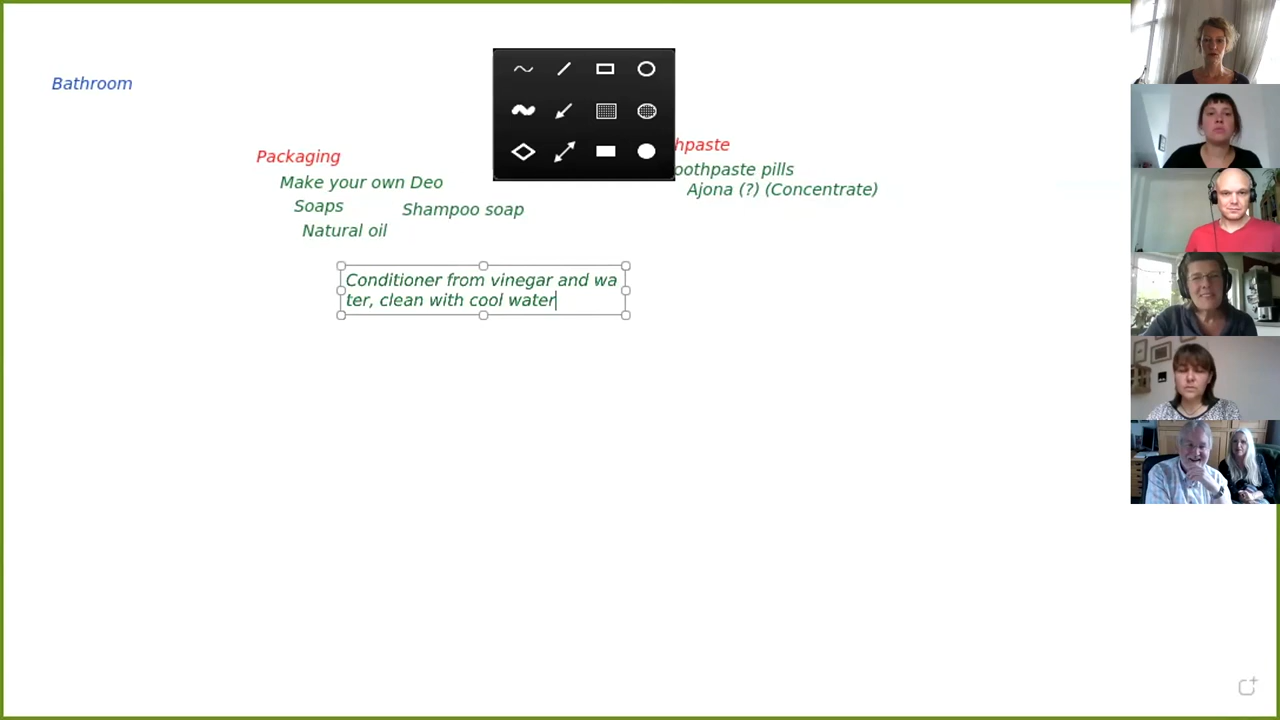 Bathroom
Packaging
Make your own Deo
Soaps
Shampoo soap
Natural oil
Conditioner from vinegar and wa
ter, clean with cool water
hpaste
oothpaste pills
Ajona (?) (Concentrate)